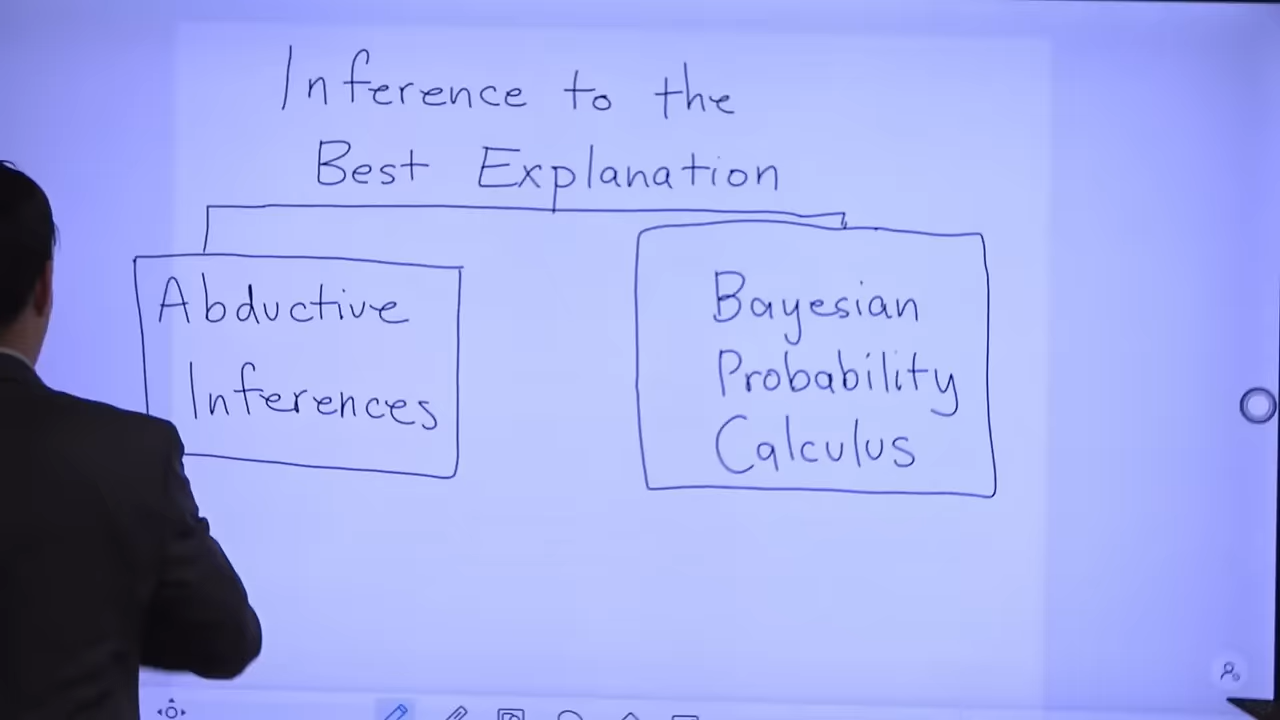 Inference to the
Best Explanation
Abductive
Inferences
Bayesian
Probability
Calculus